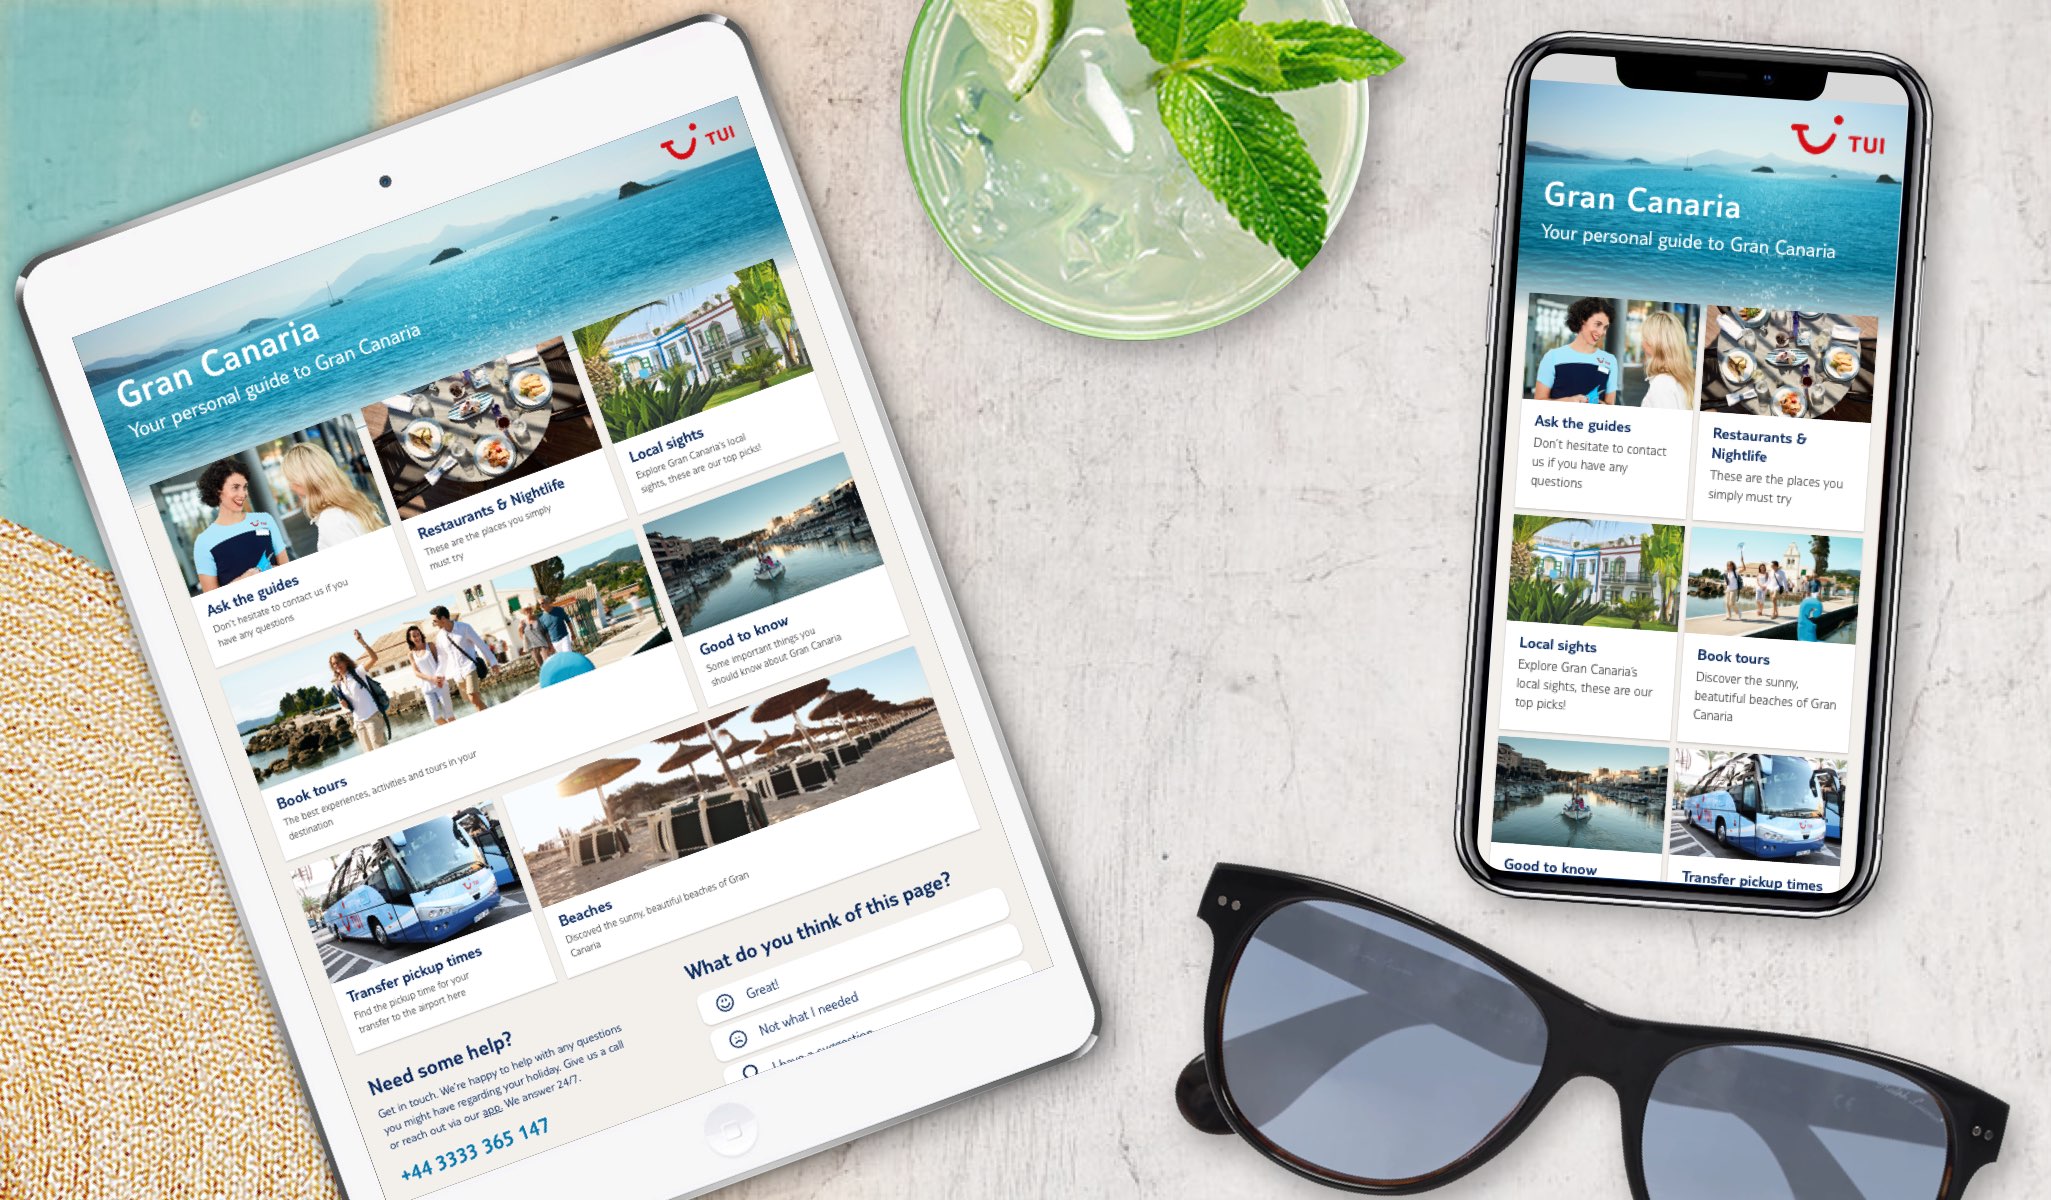 TUI
Gran Canaria
Your personal guide to Gran Canaria
Ask the guides
Don't hesitate to contact us if you
have any questions
Restaurants & Nightlife
These are the places you simply
must try
Local sights
Explore Gran Canaria's local
sights, these are our top picks!
Book tours
The best experiences, activities and tours in your
destination
Good to know
Some important things you
should know about Gran Canaria
Transfer pickup times
Find the pickup time for your
transfer to the airport here
Beaches
Discoved the sunny, beautiful beaches of Gran
Canaria
Need some help?
Get in touch. We're happy to help with any questions
you might have regarding your holiday. Give us a call
or reach out via our app. We answer 24/7.
+44 3333 365 147
What do you think of this page?
Great!
Not what I needed
I have a suggestion
TUI
Gran Canaria
Your personal guide to Gran Canaria
Ask the guides
Don't hesitate to contact
us if you have any
questions
Restaurants &
Nightlife
These are the places you
simply must try
Local sights
Explore Gran Canaria's
local sights, these are our
top picks!
Book tours
Discover the sunny,
beatutiful beaches of Gran
Canaria
Good to know
Transfer pickup times